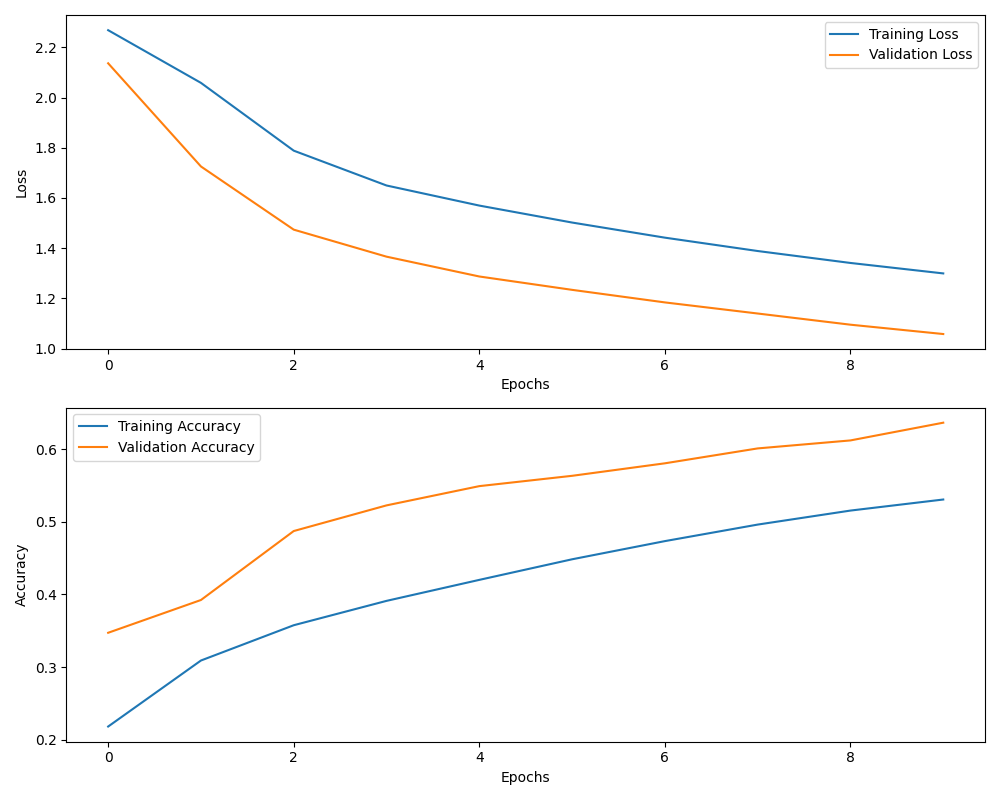 Training Loss
Validation Loss
2.2
2.0
1.8
1.6
1.4
1.2
1.0
Loss
0 2 4 6 8
Epochs
Training Accuracy
Validation Accuracy
0.6
0.5
0.4
0.3
0.2
Accuracy
0 2 4 6 8
Epochs